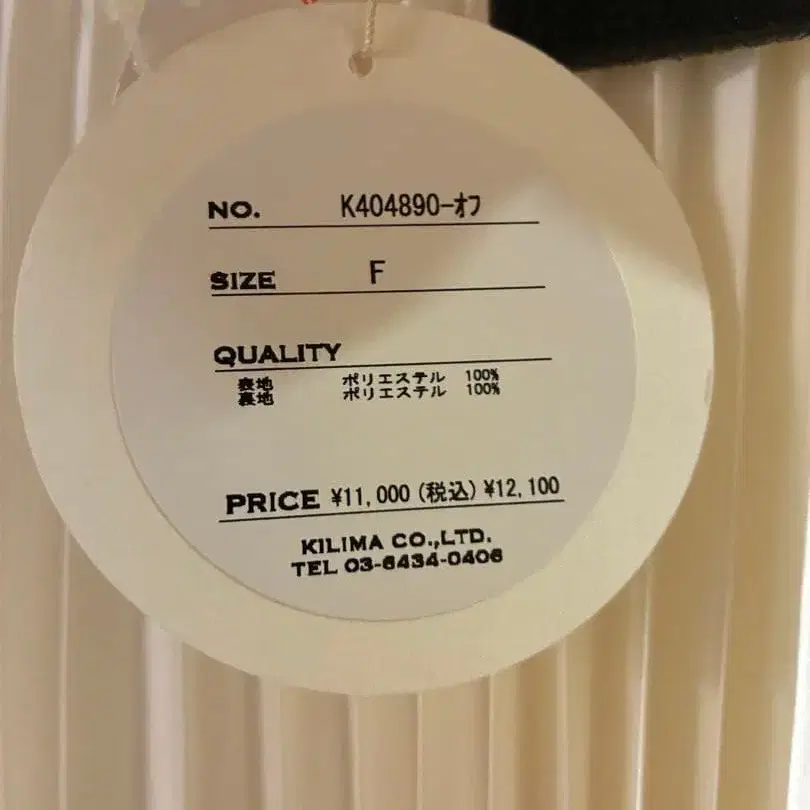 NO. K404890-ｵﾌ
SIZE F
QUALITY
表地 ポリエステル 100%
裏地 ポリエステル 100%
PRICE ¥11,000 (税込) ¥12,100
KILIMA CO.,LTD.
TEL 03-6434-0406